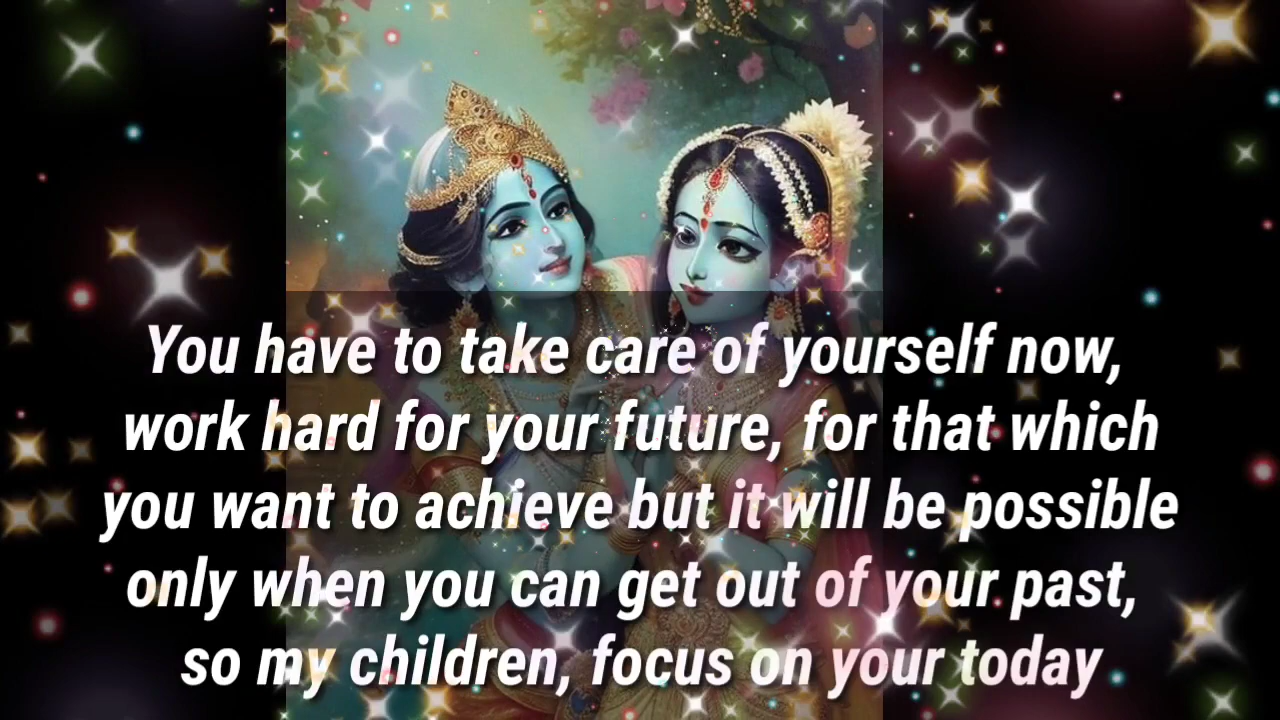 You have to take care of yourself now,
work hard for your future, for that which
you want to achieve but it will be possible
only when you can get out of your past,
so my children, focus on your today